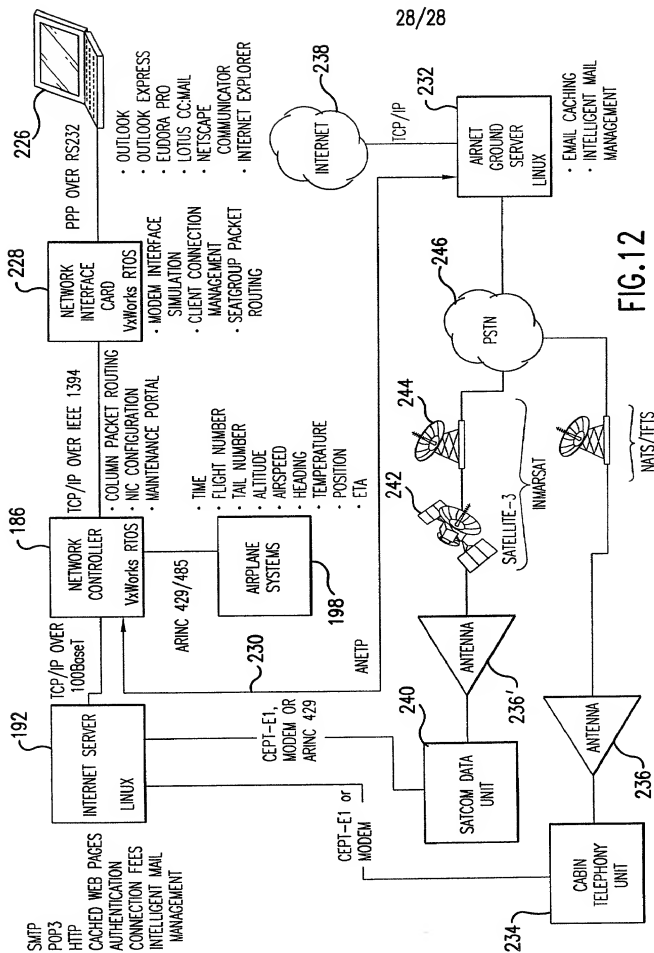 28/28
192
INTERNET SERVER
LINUX
SMTP
POP3
HTTP
CACHED WEB PAGES
AUTHENTICATION
CONNECTION FEES
INTELLIGENT MAIL
MANAGEMENT
TCP/IP OVER
100BaseT
186
NETWORK
CONTROLLER
VxWorks RTOS
TCP/IP OVER IEEE 1394
• COLUMN PACKET ROUTING
• NIC CONFIGURATION
• MAINTENANCE PORTAL
228
NETWORK
INTERFACE
CARD
VxWorks RTOS
• MODEM INTERFACE
SIMULATION
• CLIENT CONNECTION
MANAGEMENT
• SEATGROUP PACKET
ROUTING
PPP OVER RS232
226
• OUTLOOK
• OUTLOOK EXPRESS
• EUDORA PRO
• LOTUS CC:MAIL
• NETSCAPE
COMMUNICATOR
• INTERNET EXPLORER
ARINC 429/485
AIRPLANE
SYSTEMS
198
• TIME
• FLIGHT NUMBER
• TAIL NUMBER
• ALTITUDE
• AIRSPEED
• HEADING
• TEMPERATURE
• POSITION
• ETA
230
ANETP
CEPT-E1,
MODEM OR
ARINC 429
CEPT-E1 or
MODEM
240
SATCOM DATA
UNIT
ANTENNA
236'
242
SATELLITE-3
244
INMARSAT
246
PSTN
INTERNET
238
TCP/IP
232
AIRNET
GROUND
SERVER
LINUX
• EMAIL CACHING
• INTELLIGENT MAIL
MANAGEMENT
234
CABIN
TELEPHONY
UNIT
ANTENNA
236
NATS/TFTS
FIG.12